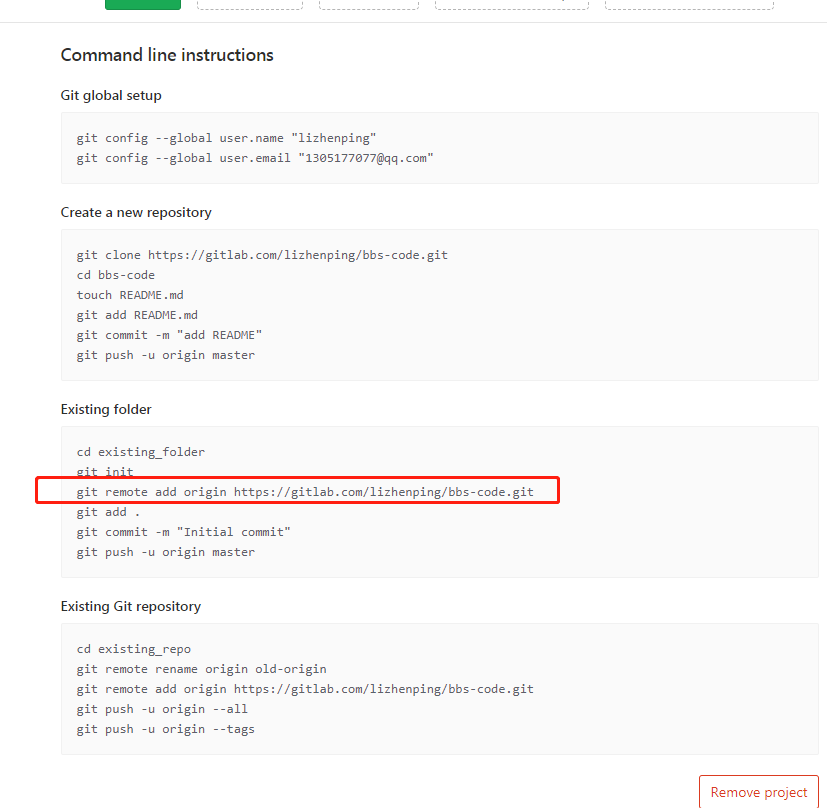 Command line instructions
Git global setup
git config --global user.name "lizhenping"
git config --global user.email "1305177077@qq.com"
Create a new repository
git clone https://gitlab.com/lizhenping/bbs-code.git
cd bbs-code
touch README.md
git add README.md
git commit -m "add README"
git push -u origin master
Existing folder
cd existing_folder
git init
git remote add origin https://gitlab.com/lizhenping/bbs-code.git
git add .
git commit -m "Initial commit"
git push -u origin master
Existing Git repository
cd existing_repo
git remote rename origin old-origin
git remote add origin https://gitlab.com/lizhenping/bbs-code.git
git push -u origin --all
git push -u origin --tags
Remove project